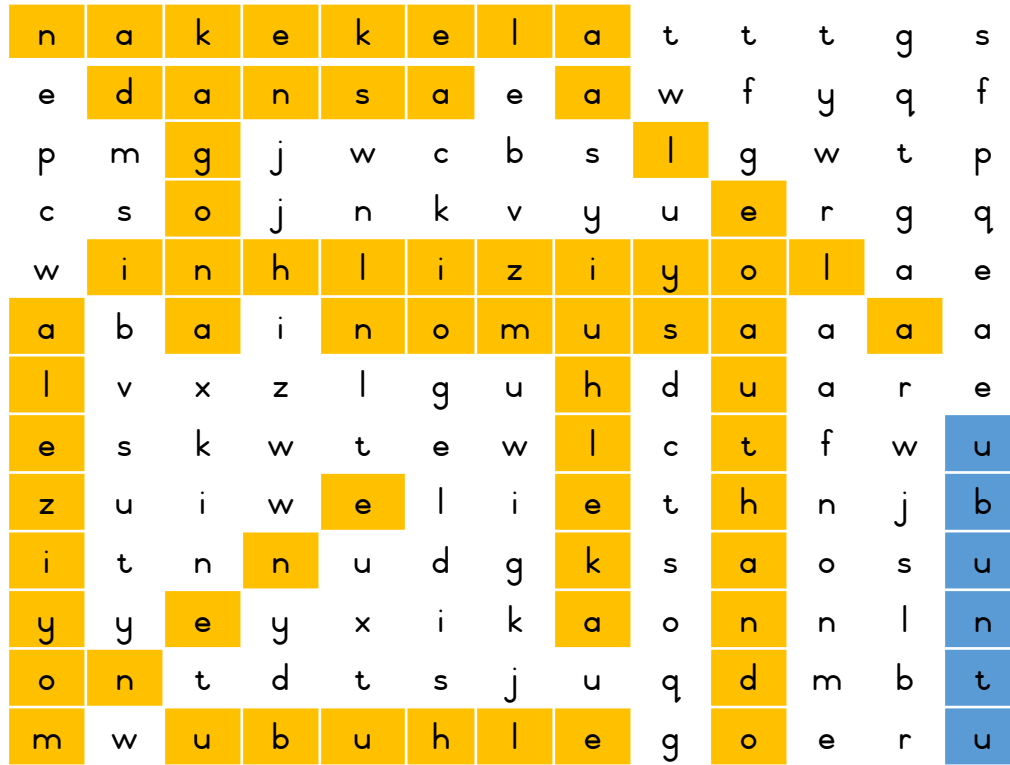 n a k e k e l a t t t g s
e d a n s a e a w f y q f
p m g j w c b s l g w t p
c s o j n k v y u e r g q
w i n h l i z i y o l a e
a b a i n o m u s a a a a
l v x z l g u h d u a r e
e s k w t e w l c t f w u
z u i w e l i e t h n j b
i t n n u d g k s a o s u
y y e y x i k a o n n l n
o n t d t s j u q d m b t
m w u b u h l e g o e r u